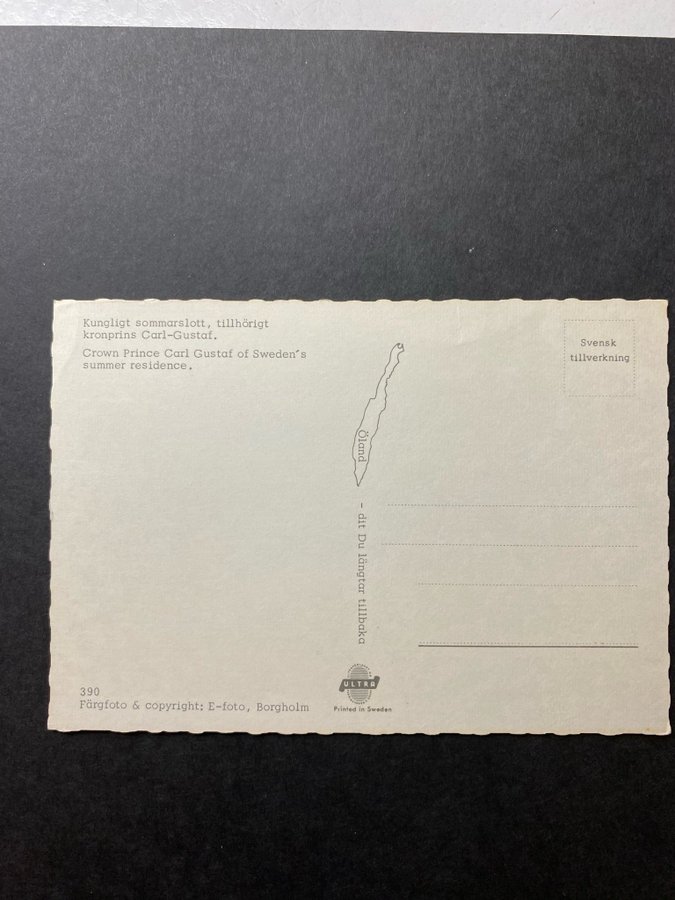 Kungligt sommarslott, tillhörigt
kronprins Carl-Gustaf.
Crown Prince Carl Gustaf of Sweden's
summer residence.
Svensk
tillverkning
Öland
- dit Du längtar tillbaka
390
Färgfoto & copyright: E-foto, Borgholm
ULTRA
Printed in Sweden